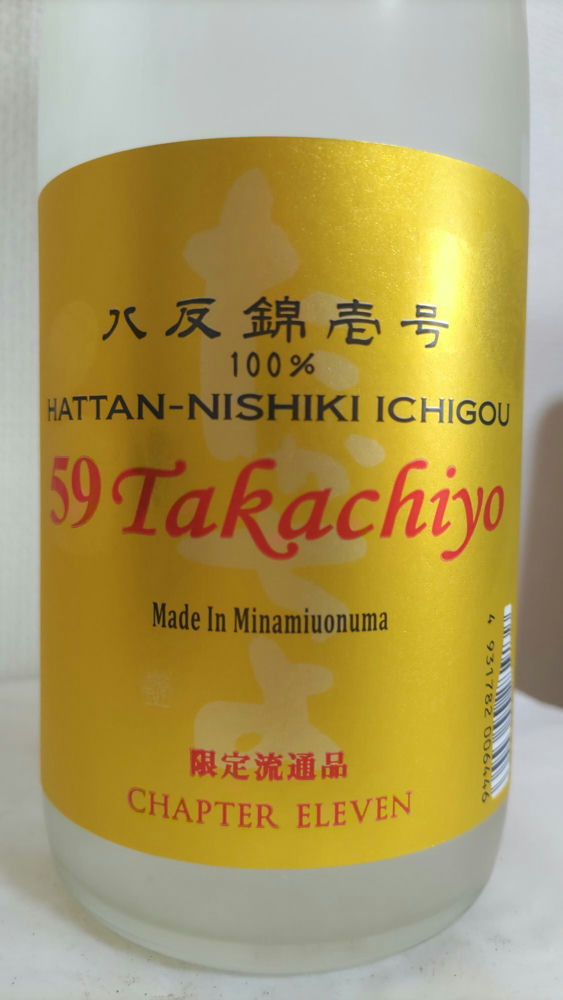 八反錦壱号
100%
HATTAN-NISHIKI ICHIGOU
59 Takachiyo
Made In Minamiuonuma
限定流通品
CHAPTER ELEVEN
4 931782 006446